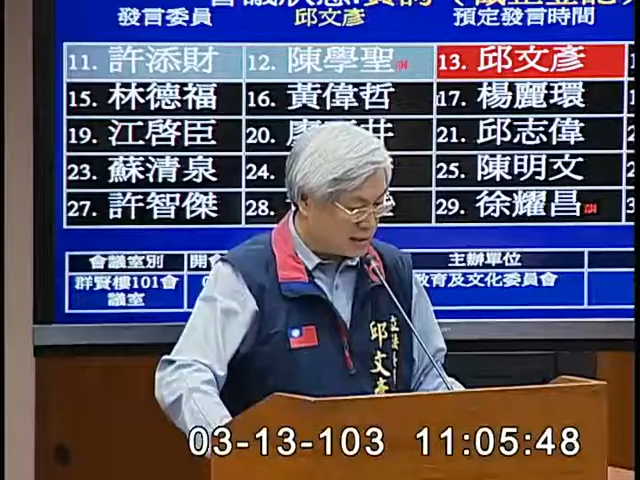 發言委員 邱文彥 預定發言時間
11. 許添財 12. 陳學聖 13. 邱文彥
15. 林德福 16. 黃偉哲 17. 楊麗環
19. 江啓臣 20. 21. 邱志偉
23. 蘇清泉 24. 25. 陳明文
27. 許智傑 28. 29. 徐耀昌
會議室別 主辦單位
群賢樓101會議室 教育及文化委員會
立法委員
邱文彥
03-13-103 11:05:48